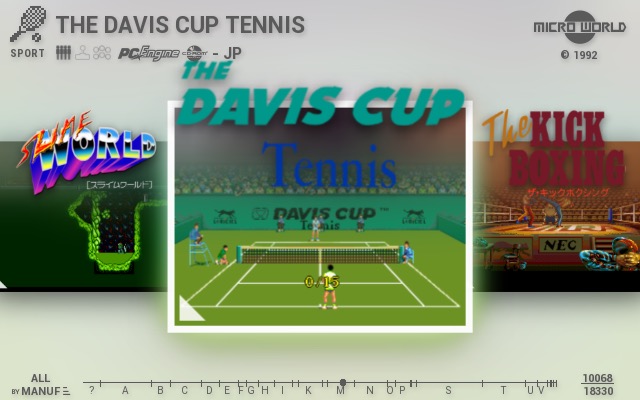 THE DAVIS CUP TENNIS
MICRO WORLD
SPORT
PC Engine
- JP
© 1992
THE
DAVIS CUP
Tennis
SLIME
WORLD
[スライムワールド]
The KICK
BOXING
ザ・キックボクシング
DAVIS CUP™
Tennis
0/15
NEC
ALL
BY MANUF
? A B C D E F G H I K M N O P S T U V
10068
18330